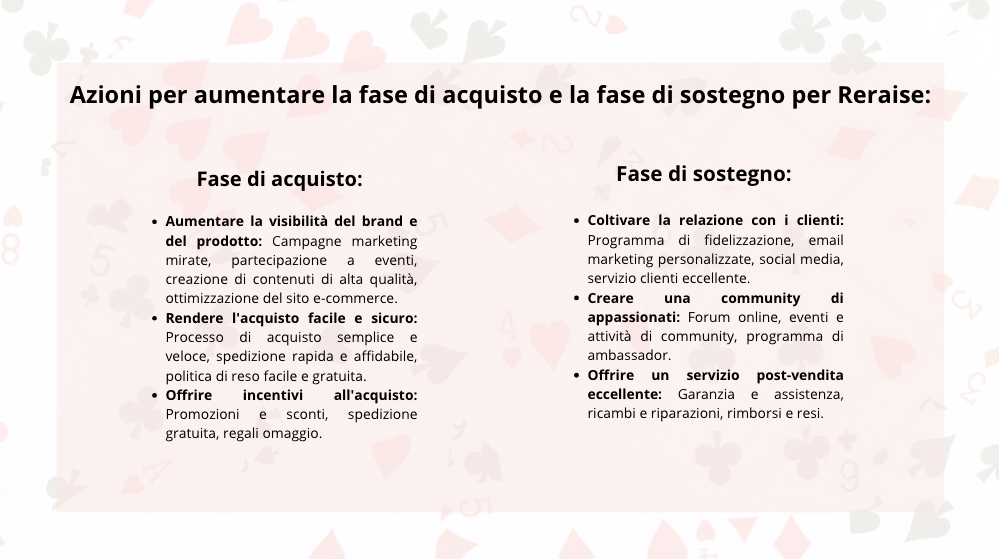 Azioni per aumentare la fase di acquisto e la fase di sostegno per Reraise:
Fase di acquisto:
• Aumentare la visibilità del brand e
del prodotto: Campagne marketing
mirate, partecipazione a eventi,
creazione di contenuti di alta qualità,
ottimizzazione del sito e-commerce.
• Rendere l'acquisto facile e sicuro:
Processo di acquisto semplice e
veloce, spedizione rapida e affidabile,
politica di reso facile e gratuita.
• Offrire incentivi all'acquisto:
Promozioni e sconti, spedizione
gratuita, regali omaggio.
Fase di sostegno:
• Coltivare la relazione con i clienti:
Programma di fidelizzazione, email
marketing personalizzate, social media,
servizio clienti eccellente.
• Creare una community di
appassionati: Forum online, eventi e
attività di community, programma di
ambassador.
• Offrire un servizio post-vendita
eccellente: Garanzia e assistenza,
ricambi e riparazioni, rimborsi e resi.